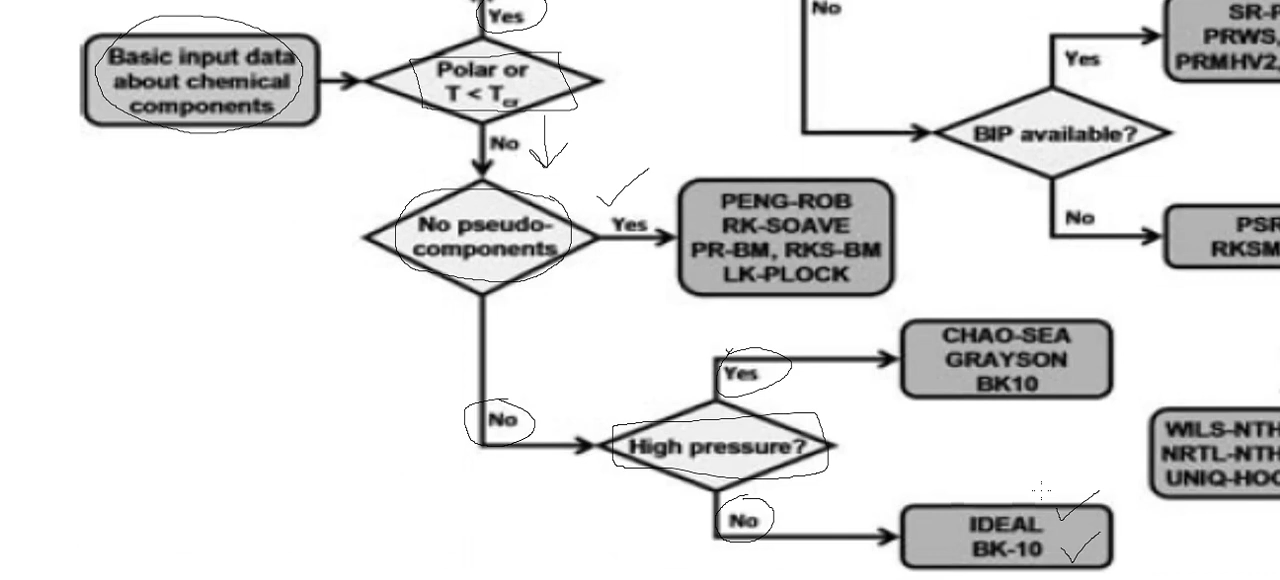 Yes
No
SR-P
PRWS,
PRMHV2,
Basic input data
about chemical
components
Polar or
T < Tcr
Yes
BIP available?
No
No
PSR
RKSM
No pseudo-
components
Yes
PENG-ROB
RK-SOAVE
PR-BM, RKS-BM
LK-PLOCK
CHAO-SEA
GRAYSON
BK10
Yes
No
High pressure?
No
IDEAL
BK-10
WILS-NTH
NRTL-NTH
UNIQ-HOC